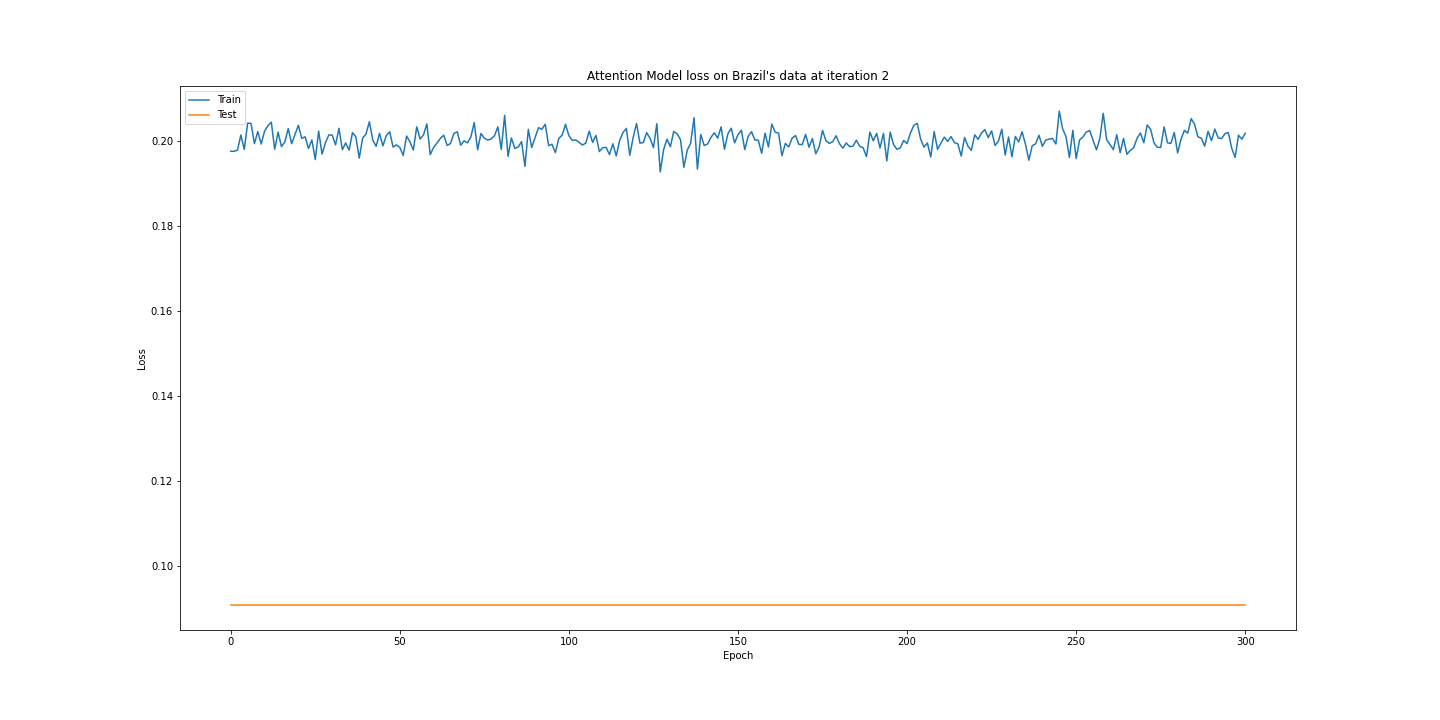 Attention Model loss on Brazil's data at iteration 2
Train
Test
0.20
0.18
0.16
0.14
0.12
0.10
Loss
0 50 100 150 200 250 300
Epoch